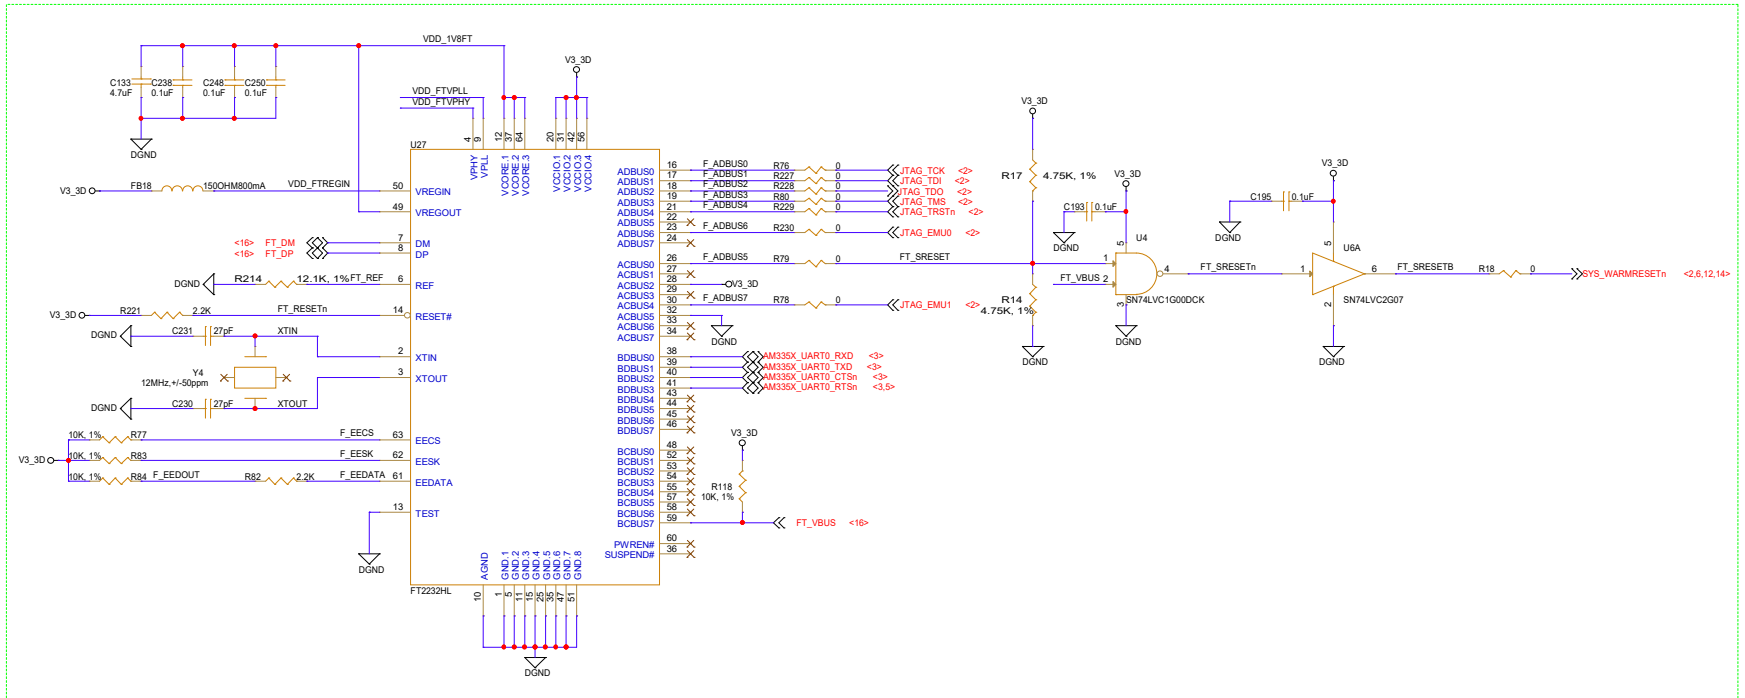 VDD_1V8FT
V3_3D
C133
4.7uF
C238
0.1uF
C248
0.1uF
C250
0.1uF
DGND
VDD_FTVPLL
VDD_FTVPHY
4
9
12
37
64
20
31
42
56
U27
VPHY
VPLL
VCORE.1
VCORE.2
VCORE.3
VCCIO.1
VCCIO.2
VCCIO.3
VCCIO.4
V3_3D
FB18
150OHM800mA
VDD_FTREGIN
50
VREGIN
49
VREGOUT
<16> FT_DM
7
DM
<16> FT_DP
8
DP
DGND
R214
12.1K, 1%
FT_REF
6
REF
V3_3D
R221
2.2K
FT_RESETn
14
RESET#
DGND
C231
27pF
XTIN
2
XTIN
Y4
12MHz,+/-50ppm
3
XTOUT
DGND
C230
27pF
XTOUT
V3_3D
10K, 1%
R77
F_EECS
63
EECS
10K, 1%
R83
F_EESK
62
EESK
10K, 1%
R84
F_EEDOUT
R82
2.2K
F_EEDATA
61
EEDATA
13
TEST
DGND
ADBUS0
16
F_ADBUS0
R76
0
JTAG_TCK <2>
ADBUS1
17
F_ADBUS1
R227
0
JTAG_TDI <2>
ADBUS2
18
F_ADBUS2
R228
0
JTAG_TDO <2>
ADBUS3
19
F_ADBUS3
R80
0
JTAG_TMS <2>
ADBUS4
21
F_ADBUS4
R229
0
JTAG_TRSTn <2>
ADBUS5
22
ADBUS6
23
F_ADBUS6
R230
0
JTAG_EMU0 <2>
ADBUS7
24
ACBUS0
26
F_ADBUS5
R79
0
FT_SRESET
ACBUS1
27
ACBUS2
28
V3_3D
ACBUS3
29
ACBUS4
30
F_ADBUS7
R78
0
JTAG_EMU1 <2>
ACBUS5
32
DGND
ACBUS6
33
ACBUS7
34
BDBUS0
38
AM335X_UART0_RXD <3>
BDBUS1
39
AM335X_UART0_TXD <3>
BDBUS2
40
AM335X_UART0_CTSn <3>
BDBUS3
41
AM335X_UART0_RTSn <3,5>
BDBUS4
43
BDBUS5
44
BDBUS6
45
BDBUS7
46
BCBUS0
48
BCBUS1
52
BCBUS2
53
BCBUS3
54
BCBUS4
55
BCBUS5
57
BCBUS6
58
BCBUS7
59
V3_3D
R118
10K, 1%
FT_VBUS <16>
PWREN#
60
SUSPEND#
36
AGND
GND.1
GND.2
GND.3
GND.4
GND.5
GND.6
GND.7
GND.8
FT2232HL
10
1
5
11
15
25
35
47
51
DGND
V3_3D
R17
4.75K, 1%
R14
4.75K, 1%
DGND
V3_3D
C193
0.1uF
DGND
U4
5
1
FT_VBUS
2
4
3
SN74LVC1G00DCK
DGND
FT_SRESETn
V3_3D
C195
0.1uF
DGND
U6A
5
1
6
2
SN74LVC2G07
DGND
FT_SRESETB
R18
0
SYS_WARMRESETn <2,6,12,14>